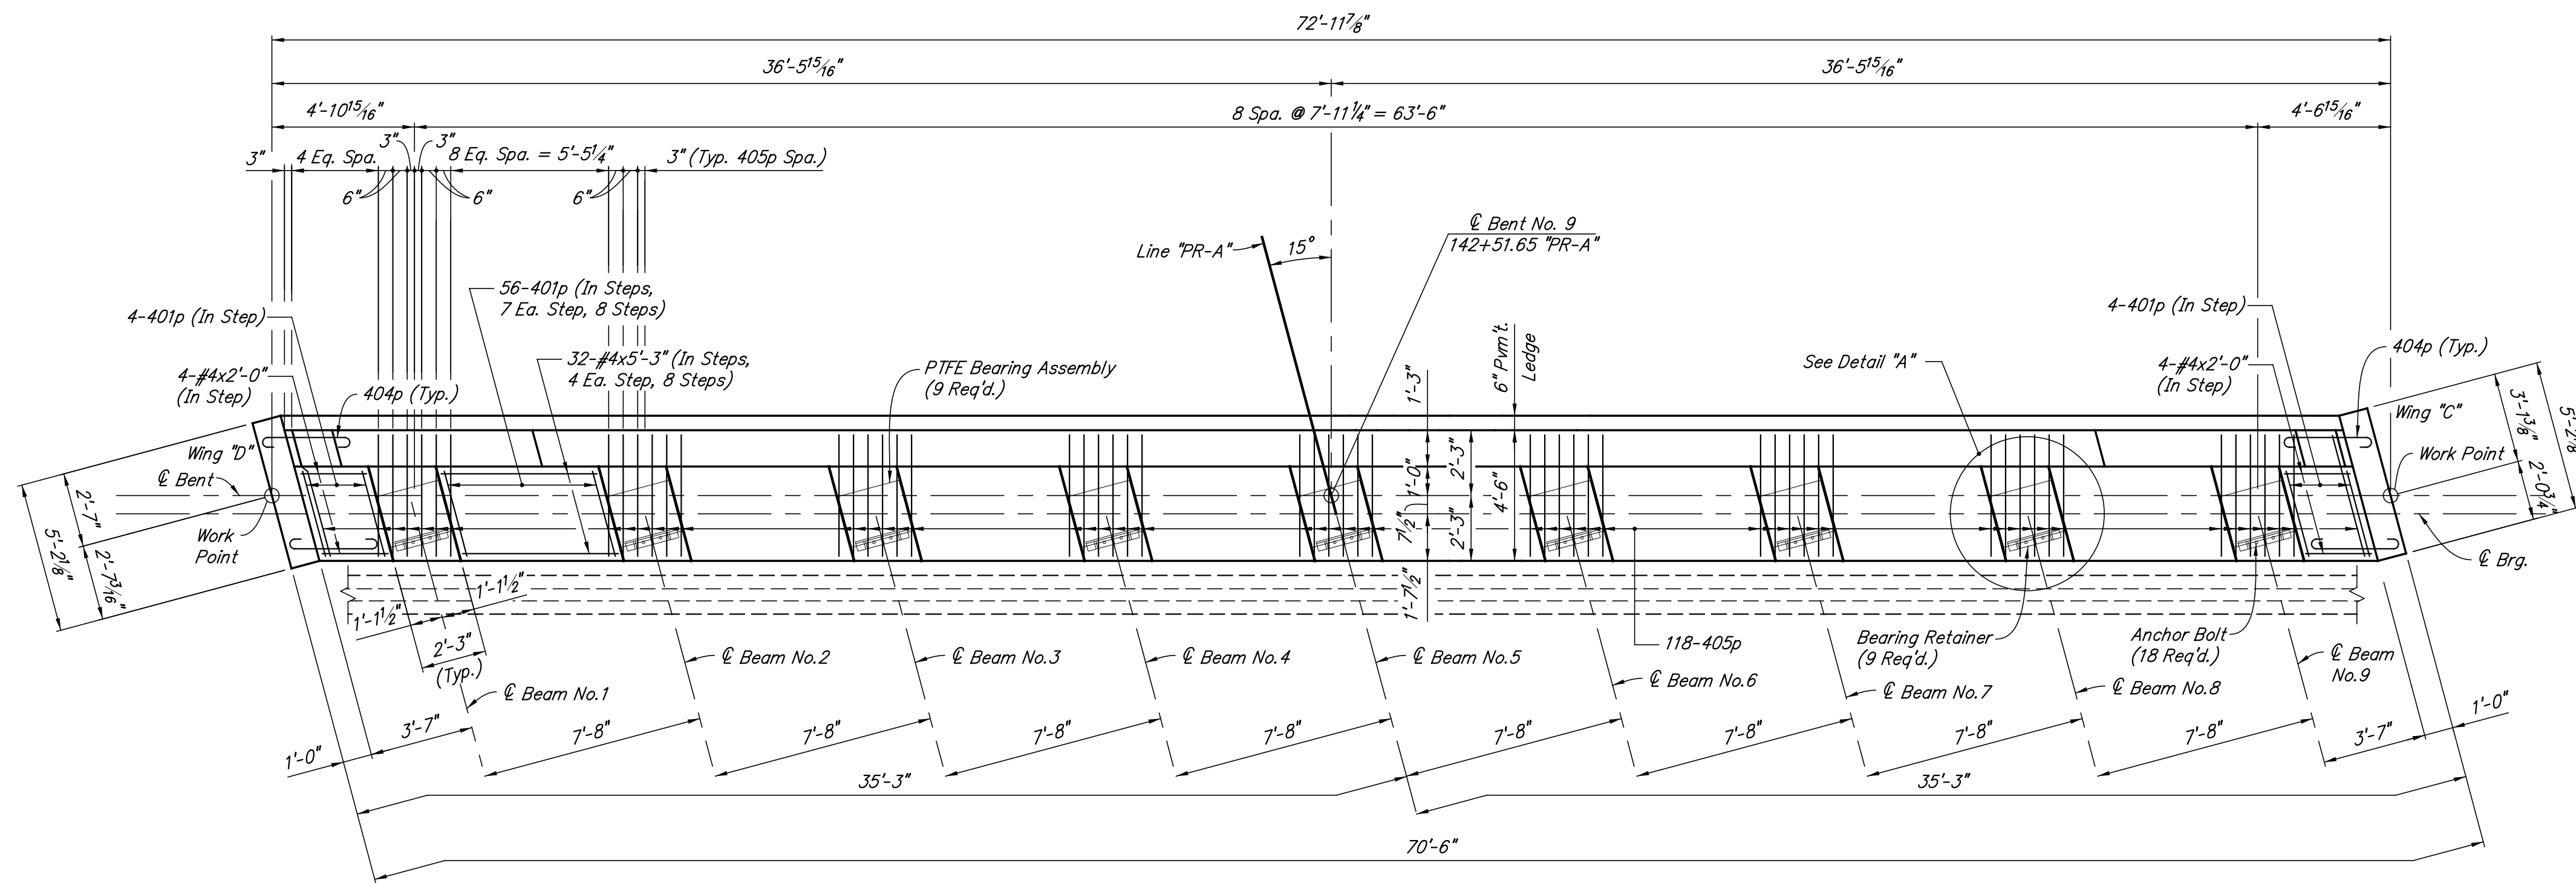 72'-11⅞"
36'-5 15/16"
36'-5 15/16"
4'-10 15/16"
8 Spa. @ 7'-11¼" = 63'-6"
4'-6 15/16"
3"
4 Eq. Spa.
3"
3"
8 Eq. Spa. = 5'-5¼"
3" (Typ. 405p Spa.)
6"
6"
6"
Line "PR-A"
15°
℄ Bent No. 9
142+51.65 "PR-A"
4-401p (In Step)
56-401p (In Steps,
7 Ea. Step, 8 Steps)
4-#4x2'-0"
(In Step)
404p (Typ.)
32-#4x5'-3" (In Steps,
4 Ea. Step, 8 Steps)
PTFE Bearing Assembly
(9 Req'd.)
1'-3"
6" Pvm't.
Ledge
See Detail "A"
4-401p (In Step)
4-#4x2'-0"
(In Step)
404p (Typ.)
Wing "D"
℄ Bent
Work
Point
2'-7"
2'-7 3/16"
5'-2⅛"
1'-0"
7½"
2'-3"
2'-3"
4'-6"
1'-7½"
Wing "C"
Work Point
3'-1⅜"
2'-0¾"
5'-2⅛"
℄ Brg.
1'-1½"
1'-1½"
2'-3"
(Typ.)
℄ Beam No.1
℄ Beam No.2
℄ Beam No.3
℄ Beam No.4
℄ Beam No.5
118-405p
℄ Beam No.6
Bearing Retainer
(9 Req'd.)
℄ Beam No.7
℄ Beam No.8
Anchor Bolt
(18 Req'd.)
℄ Beam
No.9
1'-0"
3'-7"
7'-8"
7'-8"
7'-8"
7'-8"
7'-8"
7'-8"
7'-8"
7'-8"
3'-7"
1'-0"
35'-3"
35'-3"
70'-6"